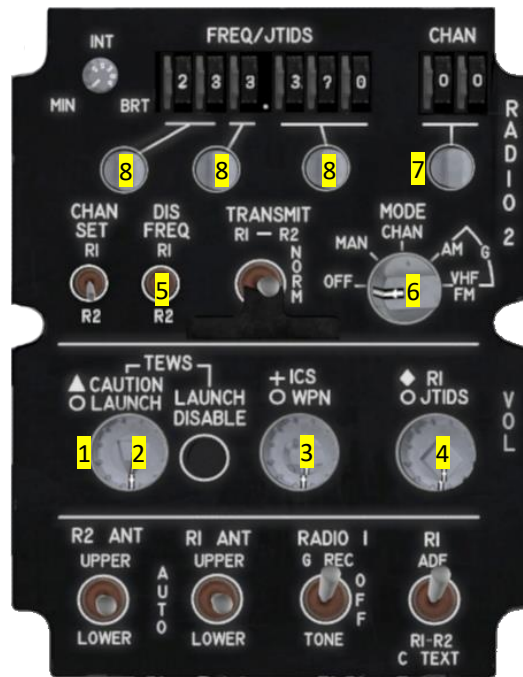 FREQ/JTIDS CHAN
INT
2 3 3 . 3 ? 0 0 0
MIN BRT
8 8 8 7
RADIO 2
CHAN SET DIS FREQ TRANSMIT MODE
R1 R1 R1 — R2 CHAN
MAN AM G
NORM
5 6
OFF VHF FM
R2 R2
TEWS
▲ CAUTION + ICS ◆ R1
○ LAUNCH LAUNCH DISABLE ○ WPN ○ JTIDS
VOL
1 2 3 4
R2 ANT R1 ANT RADIO 1 R1
UPPER UPPER G REC ADF
AUTO OFF
LOWER LOWER TONE R1-R2
C TEXT